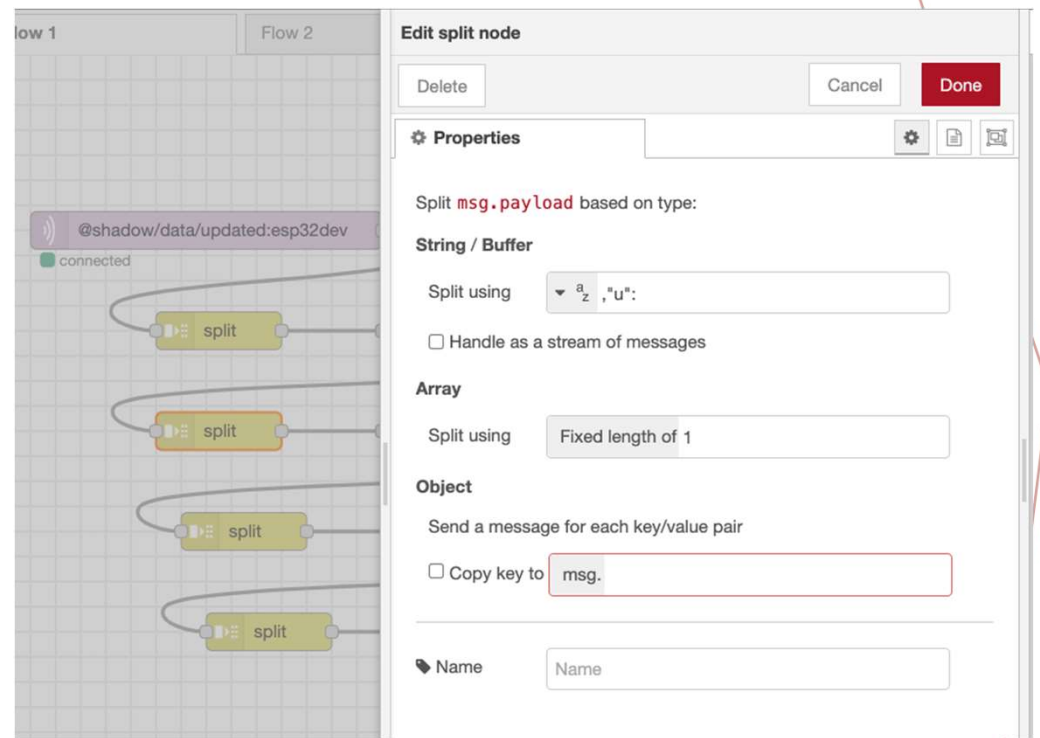 low 1
Flow 2
Edit split node
Delete
Cancel
Done
Properties
@shadow/data/updated:esp32dev
connected
split
split
split
split
Split msg.payload based on type:
String / Buffer
Split using
az ,"u":
Handle as a stream of messages
Array
Split using
Fixed length of 1
Object
Send a message for each key/value pair
Copy key to
msg.
Name
Name